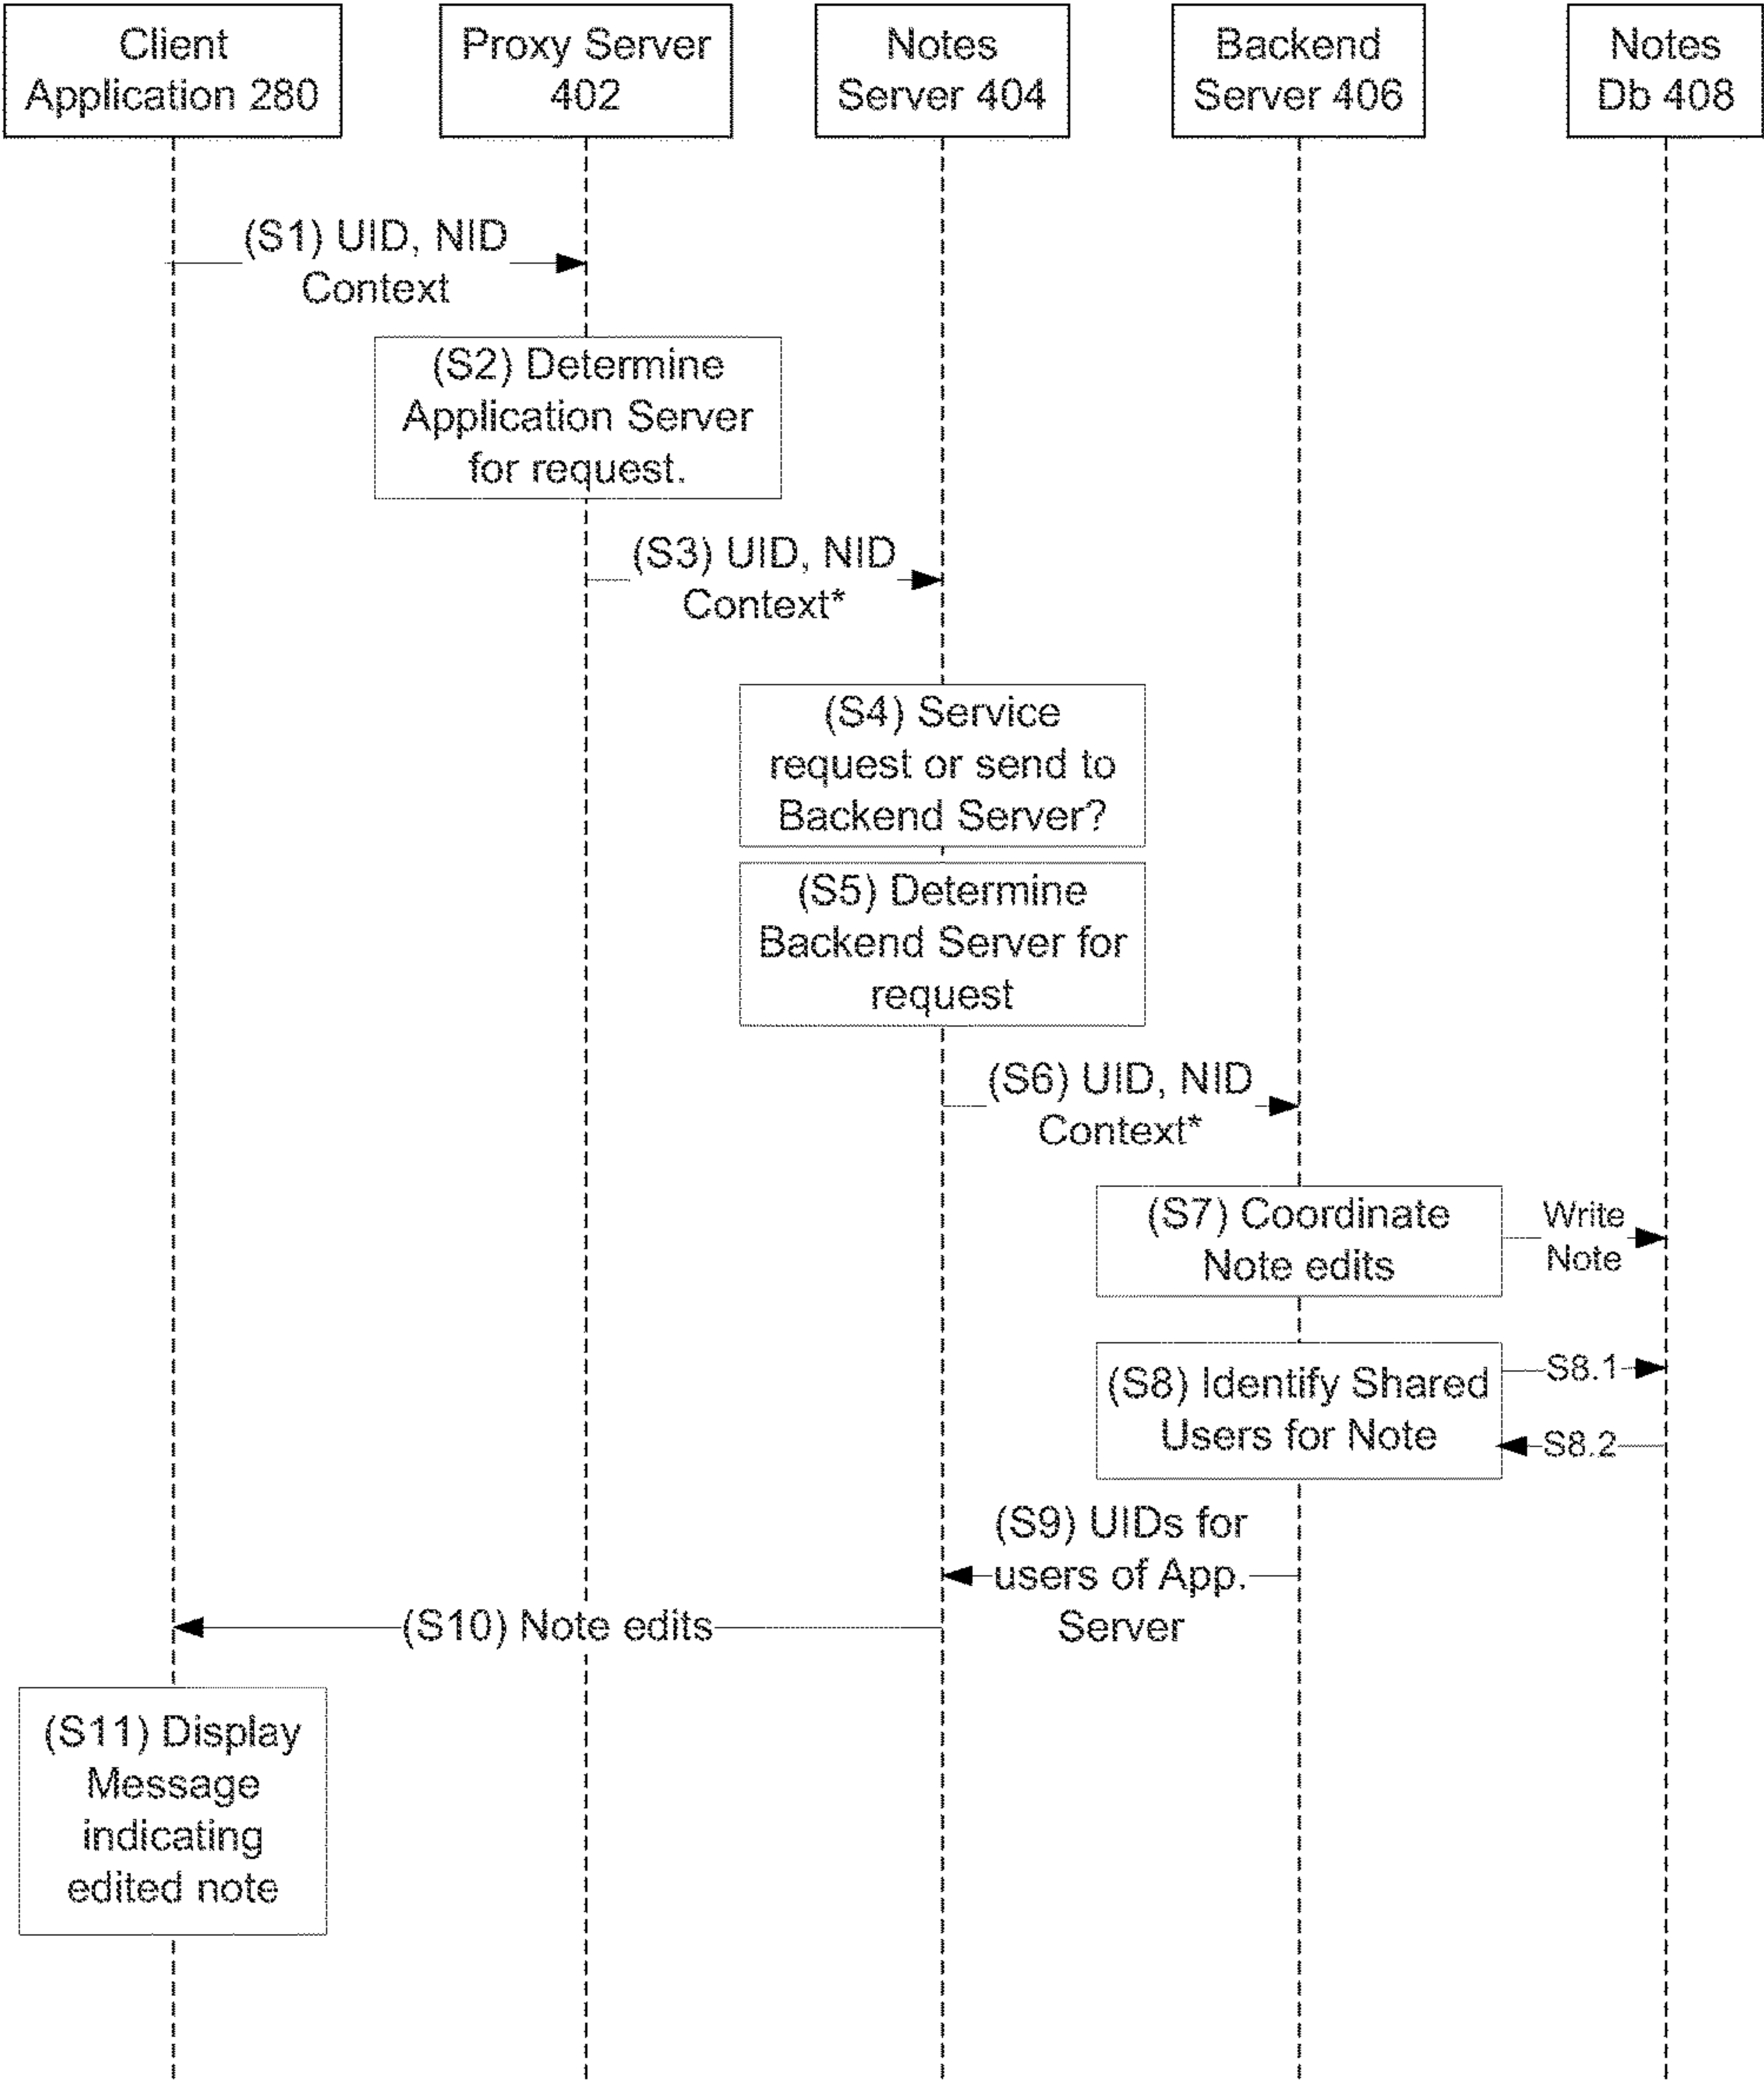 Client
Application 280
Proxy Server
402
Notes
Server 404
Backend
Server 406
Notes
Db 408
(S1) UID, NID
Context
(S2) Determine
Application Server
for request.
(S3) UID, NID
Context*
(S4) Service
request or send to
Backend Server?
(S5) Determine
Backend Server for
request
(S6) UID, NID
Context*
(S7) Coordinate
Note edits
Write
Note
(S8) Identify Shared
Users for Note
S8.1
S8.2
(S9) UIDs for
users of App.
Server
(S10) Note edits
(S11) Display
Message
indicating
edited note